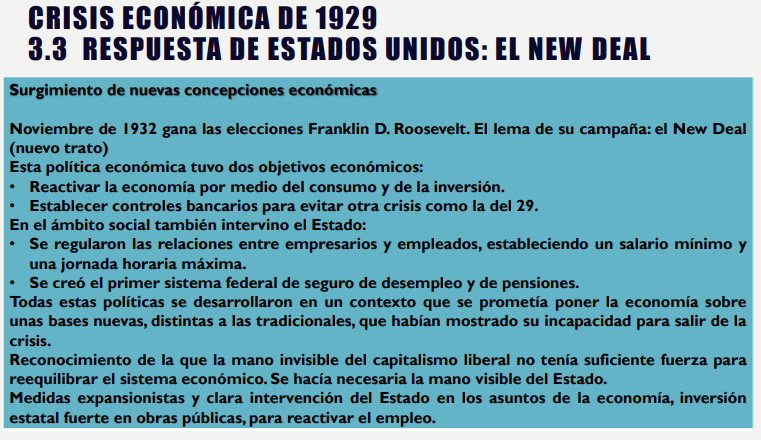 CRISIS ECONÓMICA DE 1929
3.3 RESPUESTA DE ESTADOS UNIDOS: EL NEW DEAL
Surgimiento de nuevas concepciones económicas
Noviembre de 1932 gana las elecciones Franklin D. Roosevelt. El lema de su campaña: el New Deal
(nuevo trato)
Esta política económica tuvo dos objetivos económicos:
• Reactivar la economía por medio del consumo y de la inversión.
• Establecer controles bancarios para evitar otra crisis como la del 29.
En el ámbito social también intervino el Estado:
• Se regularon las relaciones entre empresarios y empleados, estableciendo un salario mínimo y
una jornada horaria máxima.
• Se creó el primer sistema federal de seguro de desempleo y de pensiones.
Todas estas políticas se desarrollaron en un contexto que se prometía poner la economía sobre
unas bases nuevas, distintas a las tradicionales, que habían mostrado su incapacidad para salir de la
crisis.
Reconocimiento de la que la mano invisible del capitalismo liberal no tenía suficiente fuerza para
reequilibrar el sistema económico. Se hacía necesaria la mano visible del Estado.
Medidas expansionistas y clara intervención del Estado en los asuntos de la economía, inversión
estatal fuerte en obras públicas, para reactivar el empleo.